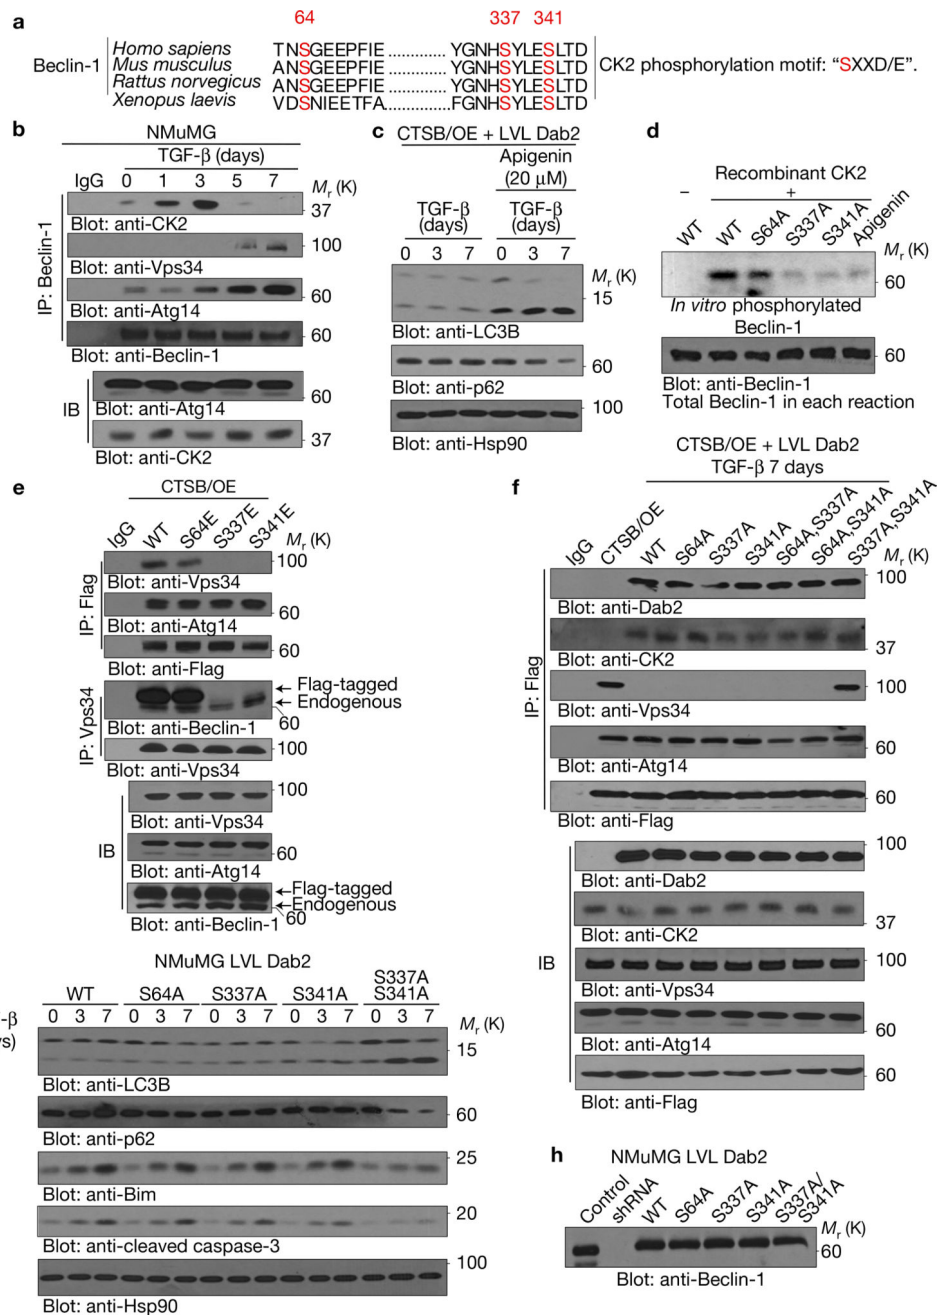 a
64 337 341
Beclin-1
Homo sapiens TNSGEEPFIE............. YGNHSYLESLTD
Mus musculus ANSGEEPFIE............. YGNHSYLESLTD
Rattus norvegicus ANSGEEPFIE............. YGNHSYLESLTD
Xenopus laevis VDSNIEETFA............. FGNHSYLESLTD
CK2 phosphorylation motif: “SXXD/E”.
b
NMuMG
TGF-β (days)
IgG 0 1 3 5 7 Mr (K)
IP: Beclin-1
37
Blot: anti-CK2
100
Blot: anti-Vps34
60
Blot: anti-Atg14
60
Blot: anti-Beclin-1
IB
60
Blot: anti-Atg14
37
Blot: anti-CK2
c
CTSB/OE + LVL Dab2
Apigenin
(20 μM)
TGF-β
(days)
TGF-β
(days)
0 3 7 0 3 7 Mr (K)
15
Blot: anti-LC3B
60
Blot: anti-p62
100
Blot: anti-Hsp90
d
Recombinant CK2
– +
WT WT S64A S337A S341A Apigenin
Mr (K)
60
In vitro phosphorylated
Beclin-1
60
Blot: anti-Beclin-1
Total Beclin-1 in each reaction
e
CTSB/OE
IgG WT S64E S337E S341E Mr (K)
IP: Flag
100
Blot: anti-Vps34
60
Blot: anti-Atg14
60
Blot: anti-Flag
IP: Vps34
Flag-tagged
Endogenous
60
Blot: anti-Beclin-1
100
Blot: anti-Vps34
IB
100
Blot: anti-Vps34
60
Blot: anti-Atg14
Flag-tagged
Endogenous
60
Blot: anti-Beclin-1
f
CTSB/OE + LVL Dab2
TGF-β 7 days
IgG CTSB/OE WT S64A S337A S341A S64A,S337A S64A,S341A S337A,S341A
Mr (K)
IP: Flag
100
Blot: anti-Dab2
37
Blot: anti-CK2
100
Blot: anti-Vps34
60
Blot: anti-Atg14
60
Blot: anti-Flag
IB
100
Blot: anti-Dab2
37
Blot: anti-CK2
100
Blot: anti-Vps34
60
Blot: anti-Atg14
60
Blot: anti-Flag
NMuMG LVL Dab2
WT S64A S337A S341A S337A S341A
0 3 7 0 3 7 0 3 7 0 3 7 0 3 7 Mr (K)
15
Blot: anti-LC3B
60
Blot: anti-p62
25
Blot: anti-Bim
20
Blot: anti-cleaved caspase-3
100
Blot: anti-Hsp90
h
NMuMG LVL Dab2
Control shRNA WT S64A S337A S341A S337A/ S341A
Mr (K)
60
Blot: anti-Beclin-1